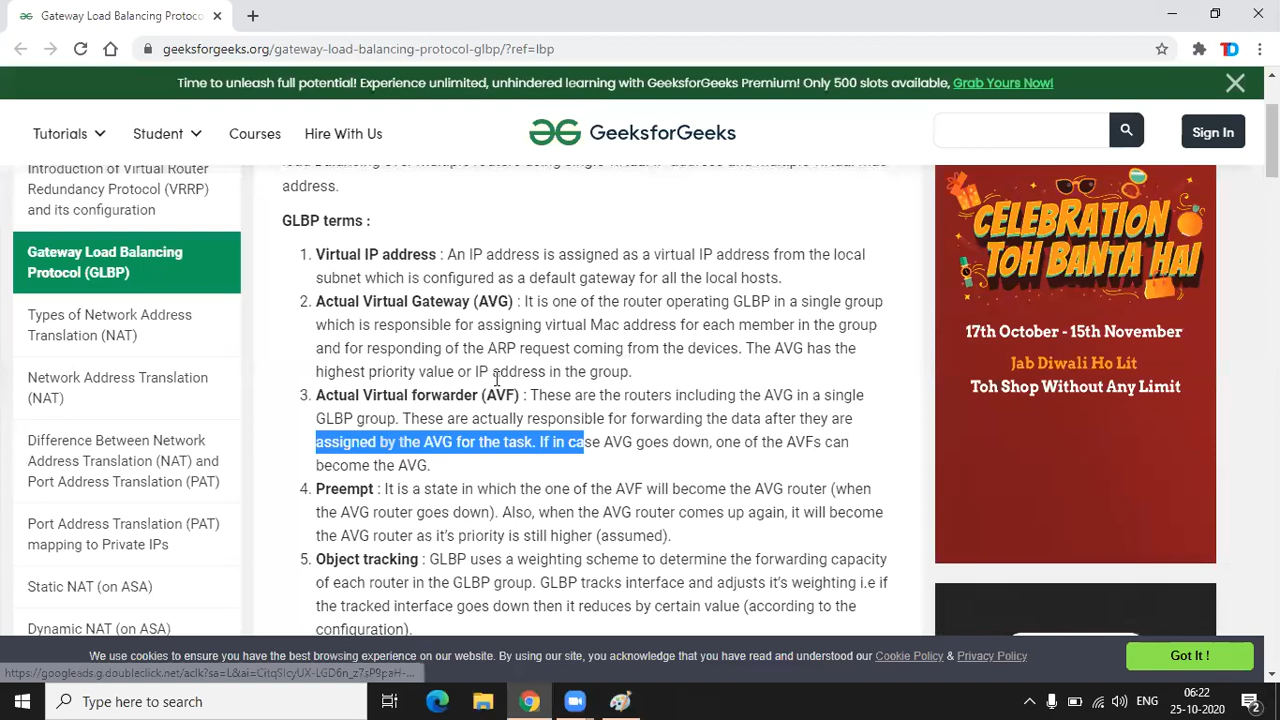 Gateway Load Balancing Protoco
geeksforgeeks.org/gateway-load-balancing-protocol-glbp/?ref=lbp
Time to unleash full potential! Experience unlimited, unhindered learning with GeeksforGeeks Premium! Only 500 slots available, Grab Yours Now!
Tutorials
Student
Courses
Hire With Us
GeeksforGeeks
Sign In
Introduction of Virtual Router
Redundancy Protocol (VRRP)
and its configuration
Gateway Load Balancing
Protocol (GLBP)
Types of Network Address
Translation (NAT)
Network Address Translation
(NAT)
Difference Between Network
Address Translation (NAT) and
Port Address Translation (PAT)
Port Address Translation (PAT)
mapping to Private IPs
Static NAT (on ASA)
Dynamic NAT (on ASA)
load Balancing over multiple routers using single virtual IP address and multiple virtual Mac
address.
GLBP terms :
1. Virtual IP address : An IP address is assigned as a virtual IP address from the local
subnet which is configured as a default gateway for all the local hosts.
2. Actual Virtual Gateway (AVG) : It is one of the router operating GLBP in a single group
which is responsible for assigning virtual Mac address for each member in the group
and for responding of the ARP request coming from the devices. The AVG has the
highest priority value or IP address in the group.
3. Actual Virtual forwarder (AVF) : These are the routers including the AVG in a single
GLBP group. These are actually responsible for forwarding the data after they are
assigned by the AVG for the task. If in case AVG goes down, one of the AVFs can
become the AVG.
4. Preempt : It is a state in which the one of the AVF will become the AVG router (when
the AVG router goes down). Also, when the AVG router comes up again, it will become
the AVG router as it's priority is still higher (assumed).
5. Object tracking : GLBP uses a weighting scheme to determine the forwarding capacity
of each router in the GLBP group. GLBP tracks interface and adjusts it's weighting i.e if
the tracked interface goes down then it reduces by certain value (according to the
configuration).
CELEBRATION
TOH BANTA HAI
17th October - 15th November
Jab Diwali Ho Lit
Toh Shop Without Any Limit
We use cookies to ensure you have the best browsing experience on our website. By using our site, you acknowledge that you have read and understood our Cookie Policy & Privacy Policy
Got It !
Type here to search
ENG
06:22
25-10-2020
2